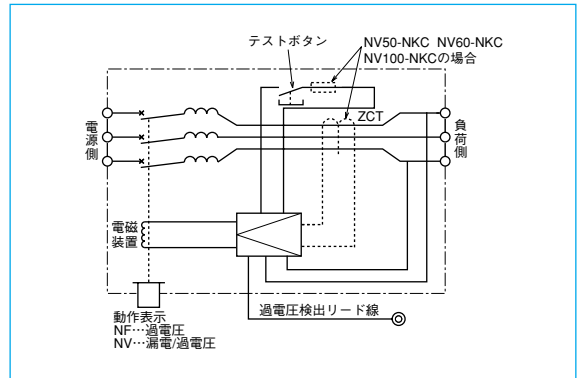 テストボタン
NV50-NKC NV60-NKC
NV100-NKCの場合
ZCT
電源側
負荷側
電磁
装置
過電圧検出リード線
動作表示
NF…過電圧
NV…漏電/過電圧